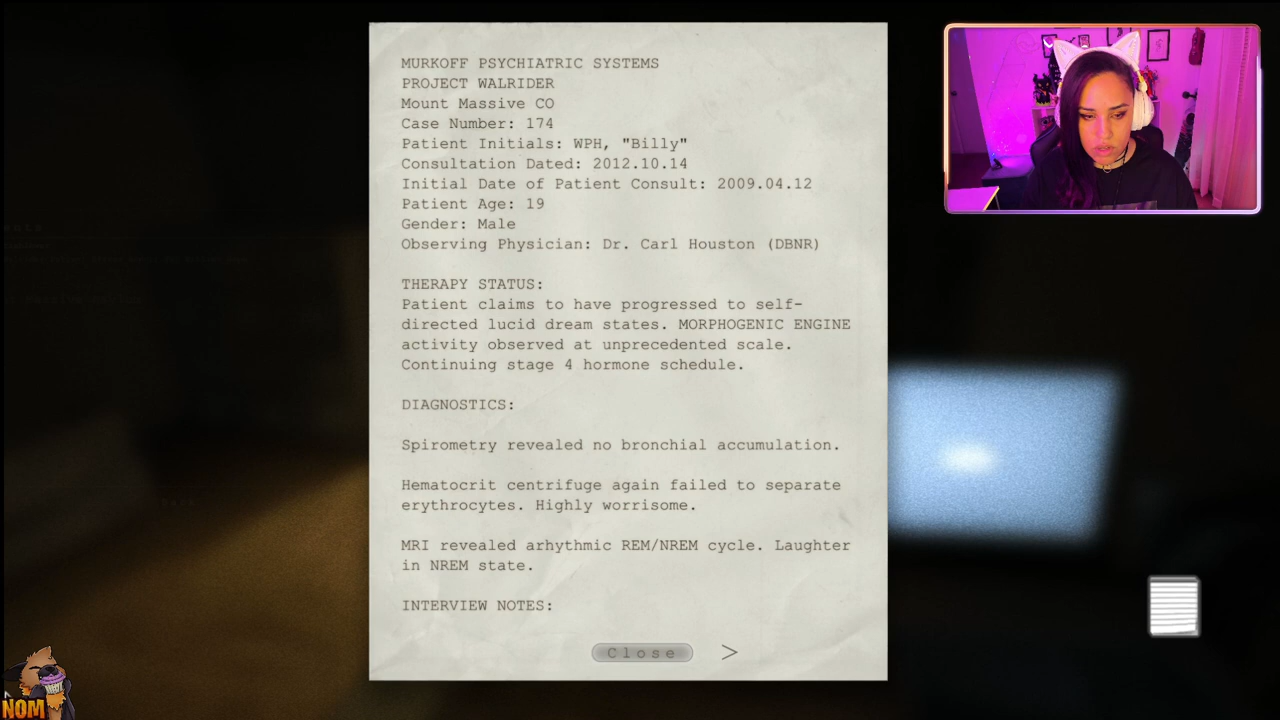 MURKOFF PSYCHIATRIC SYSTEMS
PROJECT WALRIDER
Mount Massive CO
Case Number: 174
Patient Initials: WPH, "Billy"
Consultation Dated: 2012.10.14
Initial Date of Patient Consult: 2009.04.12
Patient Age: 19
Gender: Male
Observing Physician: Dr. Carl Houston (DBNR)
THERAPY STATUS:
Patient claims to have progressed to self-
directed lucid dream states. MORPHOGENIC ENGINE
activity observed at unprecedented scale.
Continuing stage 4 hormone schedule.
DIAGNOSTICS:
Spirometry revealed no bronchial accumulation.
Hematocrit centrifuge again failed to separate
erythrocytes. Highly worrisome.
MRI revealed arhythmic REM/NREM cycle. Laughter
in NREM state.
INTERVIEW NOTES:
Close >
NOM